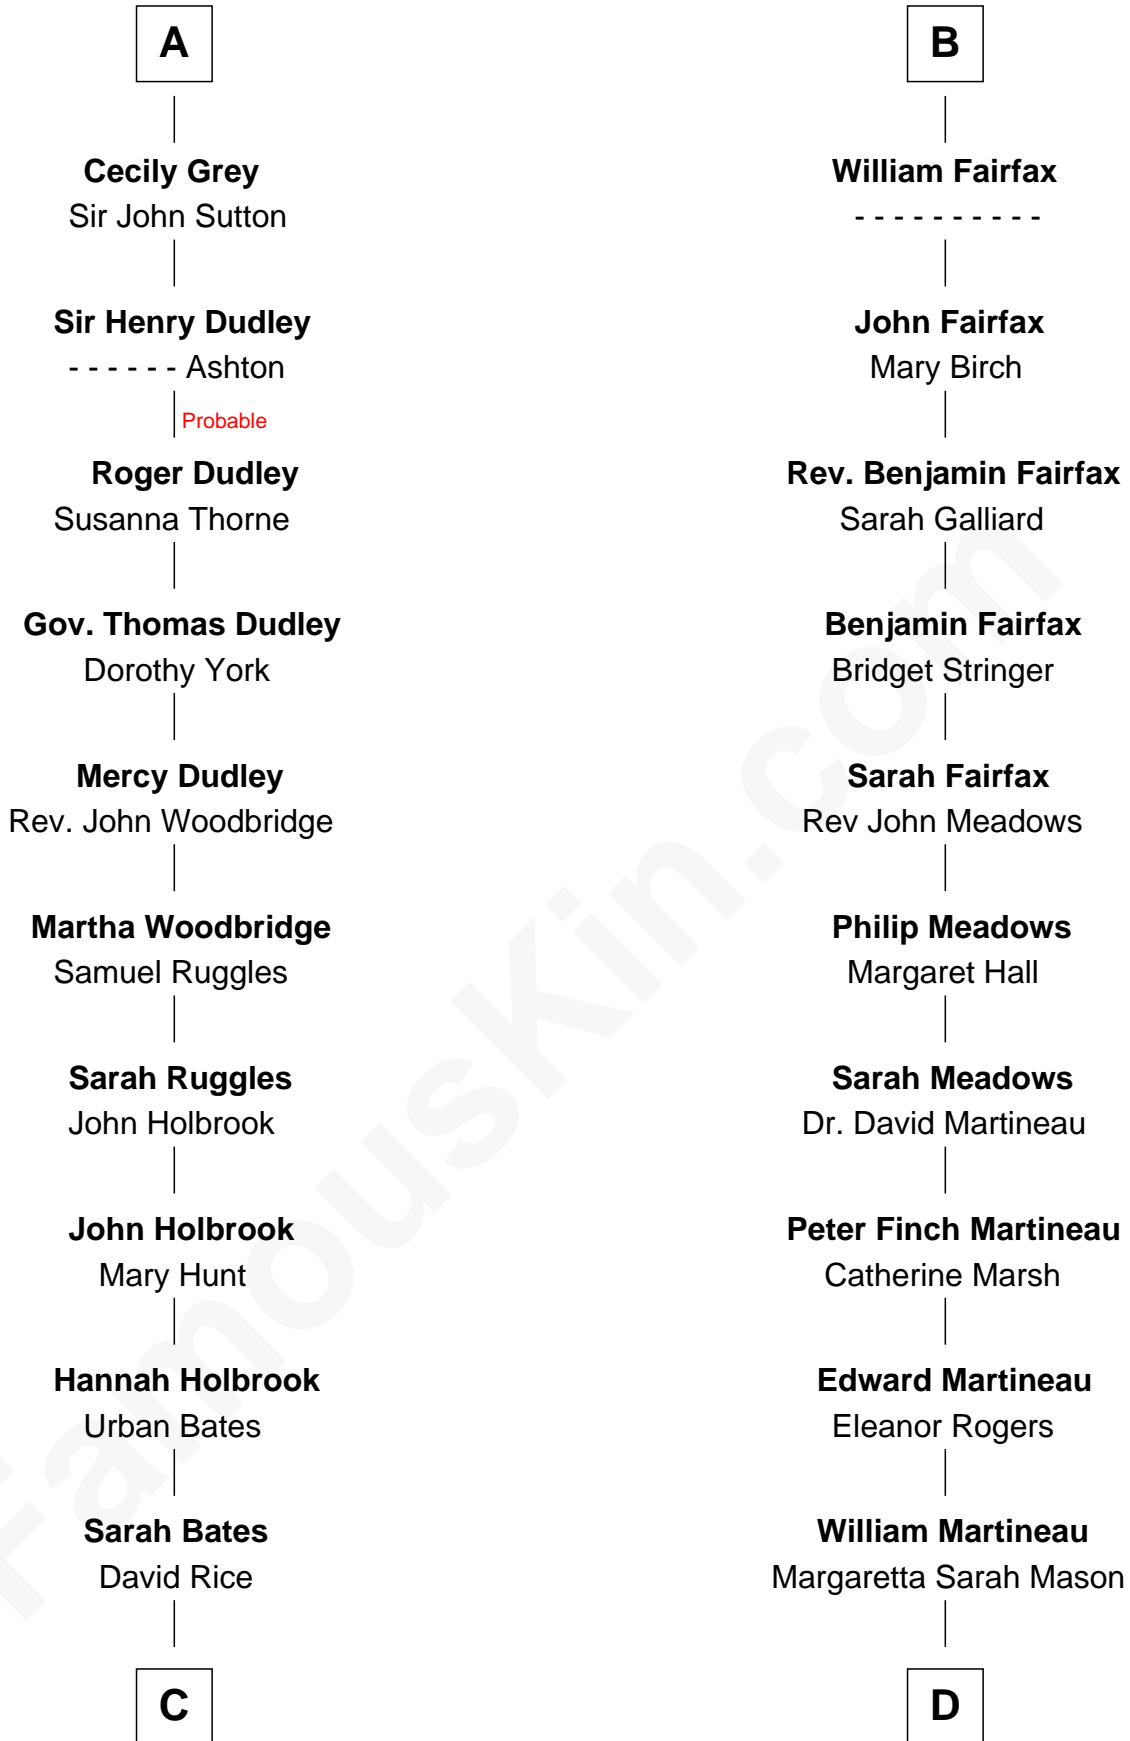 A
Cecily Grey
Sir John Sutton
Sir Henry Dudley
- - - - - - Ashton
Probable
Roger Dudley
Susanna Thorne
Gov. Thomas Dudley
Dorothy York
Mercy Dudley
Rev. John Woodbridge
Martha Woodbridge
Samuel Ruggles
Sarah Ruggles
John Holbrook
John Holbrook
Mary Hunt
Hannah Holbrook
Urban Bates
Sarah Bates
David Rice
C
B
William Fairfax
- - - - - - - - - -
John Fairfax
Mary Birch
Rev. Benjamin Fairfax
Sarah Galliard
Benjamin Fairfax
Bridget Stringer
Sarah Fairfax
Rev John Meadows
Philip Meadows
Margaret Hall
Sarah Meadows
Dr. David Martineau
Peter Finch Martineau
Catherine Marsh
Edward Martineau
Eleanor Rogers
William Martineau
Margaretta Sarah Mason
D
FamousKin.com